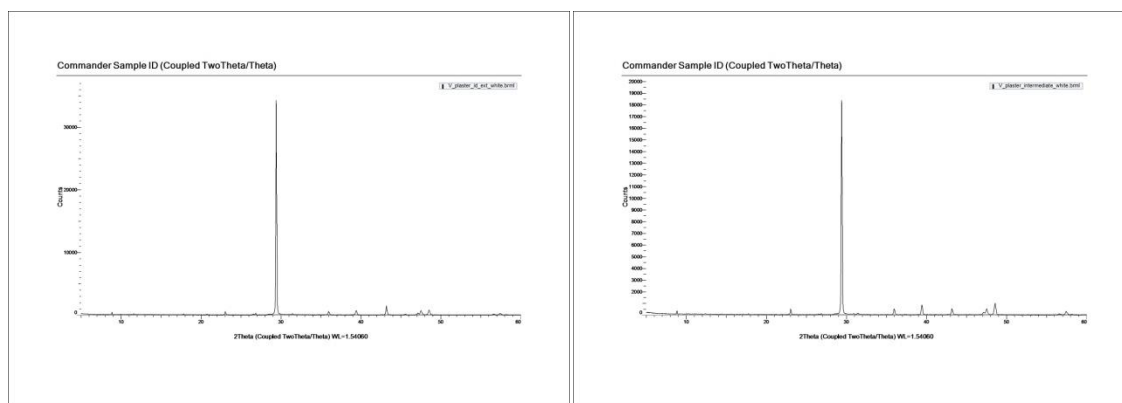 Commander Sample ID (Coupled TwoTheta/Theta)
V_plaster_id_ext_white.brml
30000
20000
10000
0
Counts
10 20 30 40 50 60
2Theta (Coupled TwoTheta/Theta) WL=1.54060
Commander Sample ID (Coupled TwoTheta/Theta)
V_plaster_intermediate_white.brml
20000
19000
18000
17000
16000
15000
14000
13000
12000
11000
10000
9000
8000
7000
6000
5000
4000
3000
2000
0
Counts
10 20 30 40 50 60
2Theta (Coupled TwoTheta/Theta) WL=1.54060